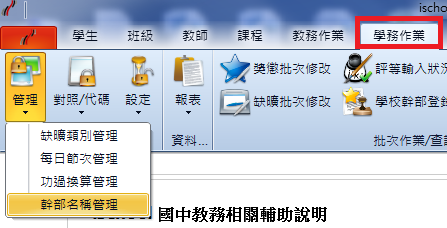 ischo
學生 班級 教師 課程 教務作業 學務作業
管理 對照/代碼 設定 報表 獎懲批次修改 評等輸入狀況
缺曠批次修改 學校幹部登錄
資料... 批次作業/查
缺曠類別管理
每日節次管理
功過換算管理
幹部名稱管理
國中教務相關輔助說明